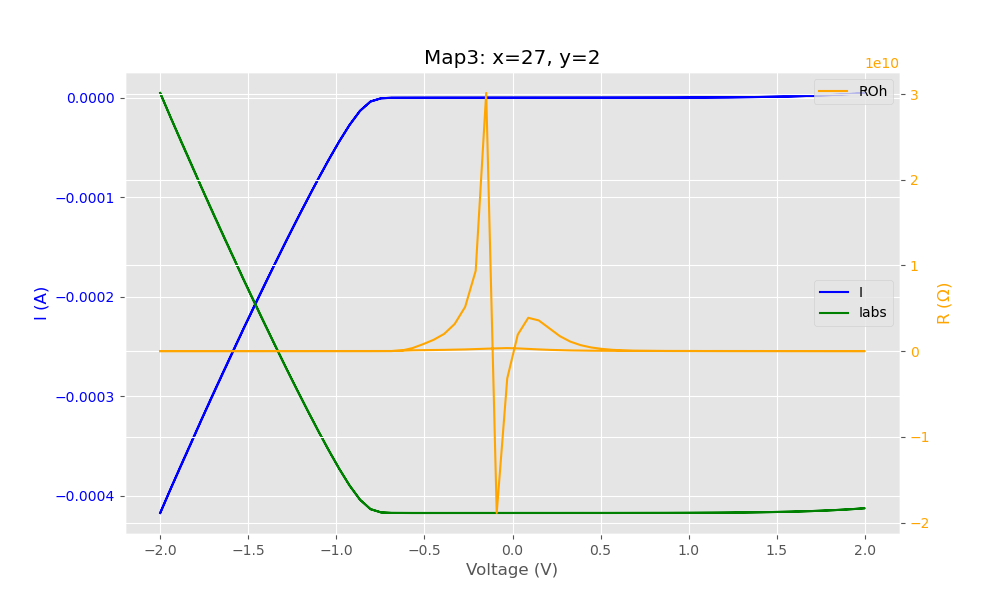 Map3: x=27, y=2
1e10
0.0000
−0.0001
−0.0002
−0.0003
−0.0004
I (A)
ROh
I
Iabs
3
2
1
0
−1
−2
R (Ω)
−2.0 −1.5 −1.0 −0.5 0.0 0.5 1.0 1.5 2.0
Voltage (V)